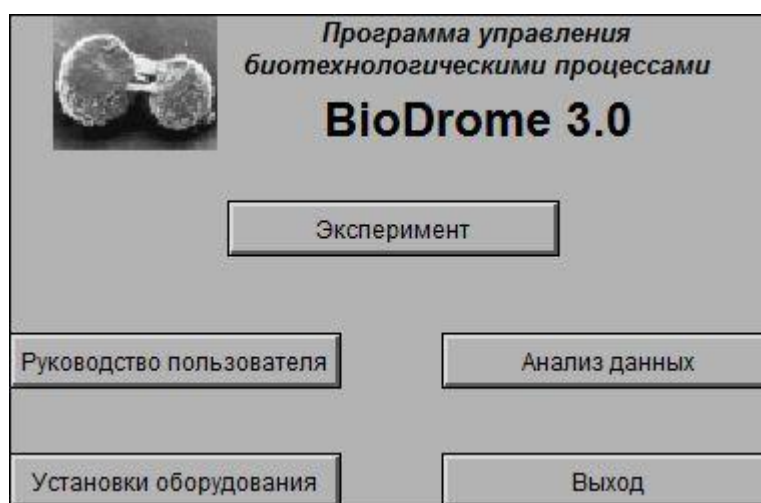 Программа управления
биотехнологическими процессами
BioDrome 3.0
Эксперимент
Руководство пользователя
Анализ данных
Установки оборудования
Выход